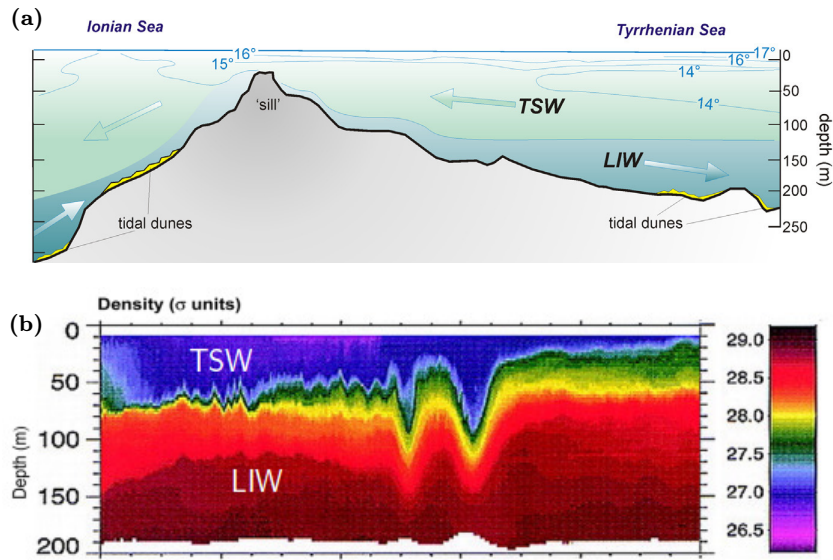 (a)
Ionian Sea
Tyrrhenian Sea
15° 16°
16° 17°
14°
14°
'sill'
TSW
LIW
tidal dunes
tidal dunes
0
50
100
150
200
250
depth (m)
(b)
Density (σ units)
TSW
LIW
0
50
100
150
200
Depth (m)
29.0
28.5
28.0
27.5
27.0
26.5